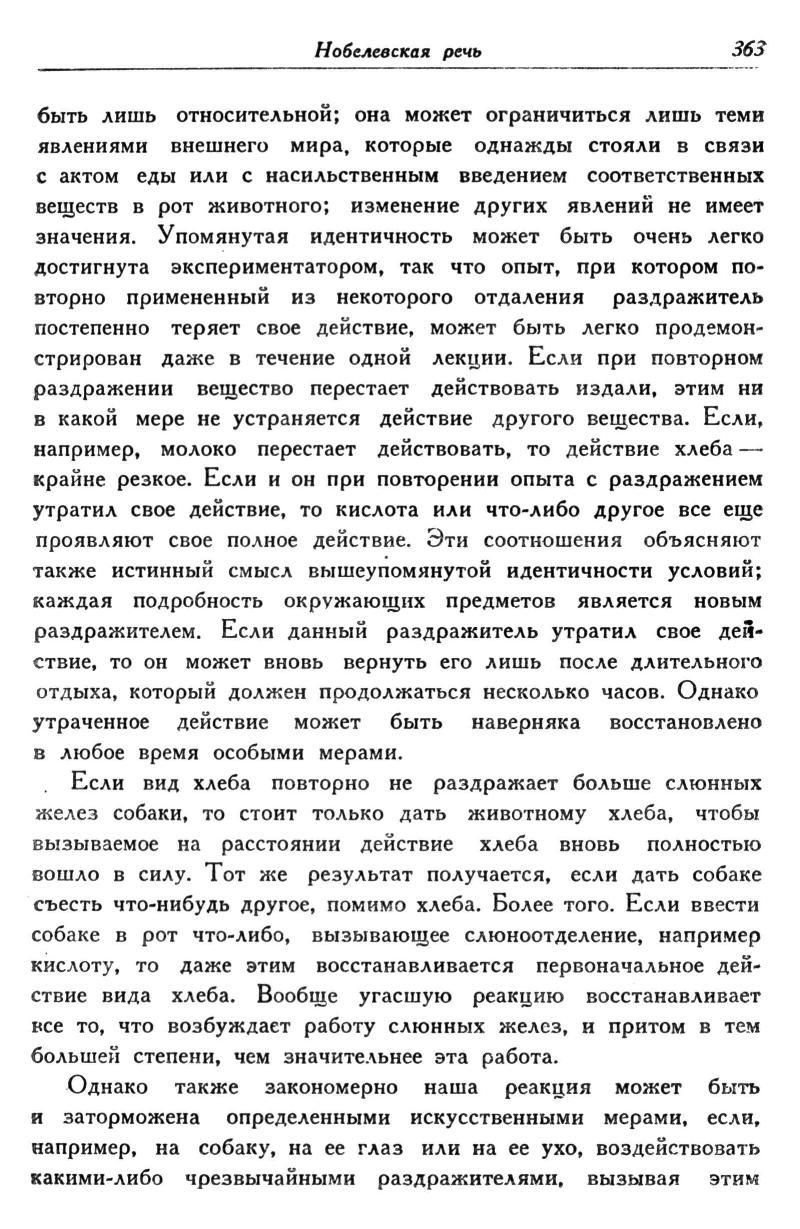 Нобелевская речь 363
быть лишь относительной; она может ограничиться лишь теми
явлениями внешнего мира, которые однажды стояли в связи
с актом еды или с насильственным введением соответственных
веществ в рот животного; изменение других явлений не имеет
значения. Упомянутая идентичность может быть очень легко
достигнута экспериментатором, так что опыт, при котором по-
вторно примененный из некоторого отдаления раздражитель
постепенно теряет свое действие, может быть легко продемон-
стрирован даже в течение одной лекции. Если при повторном
раздражении вещество перестает действовать издали, этим ни
в какой мере не устраняется действие другого вещества. Если,
например, молоко перестает действовать, то действие хлеба —
крайне резкое. Если и он при повторении опыта с раздражением
утратил свое действие, то кислота или что-либо другое все еще
проявляют свое полное действие. Эти соотношения объясняют
также истинный смысл вышеупомянутой идентичности условий;
каждая подробность окружающих предметов является новым
раздражителем. Если данный раздражитель утратил свое дей-
ствие, то он может вновь вернуть его лишь после длительного
отдыха, который должен продолжаться несколько часов. Однако
утраченное действие может быть наверняка восстановлено
в любое время особыми мерами.
Если вид хлеба повторно не раздражает больше слюнных
желез собаки, то стоит только дать животному хлеба, чтобы
вызываемое на расстоянии действие хлеба вновь полностью
вошло в силу. Тот же результат получается, если дать собаке
съесть что-нибудь другое, помимо хлеба. Более того. Если ввести
собаке в рот что-либо, вызывающее слюноотделение, например
кислоту, то даже этим восстанавливается первоначальное дей-
ствие вида хлеба. Вообще угасшую реакцию восстанавливает
все то, что возбуждает работу слюнных желез, и притом в тем
большей степени, чем значительнее эта работа.
Однако также закономерно наша реакция может быть
и заторможена определенными искусственными мерами, если,
например, на собаку, на ее глаз или на ее ухо, воздействовать
какими-либо чрезвычайными раздражителями, вызывая этим